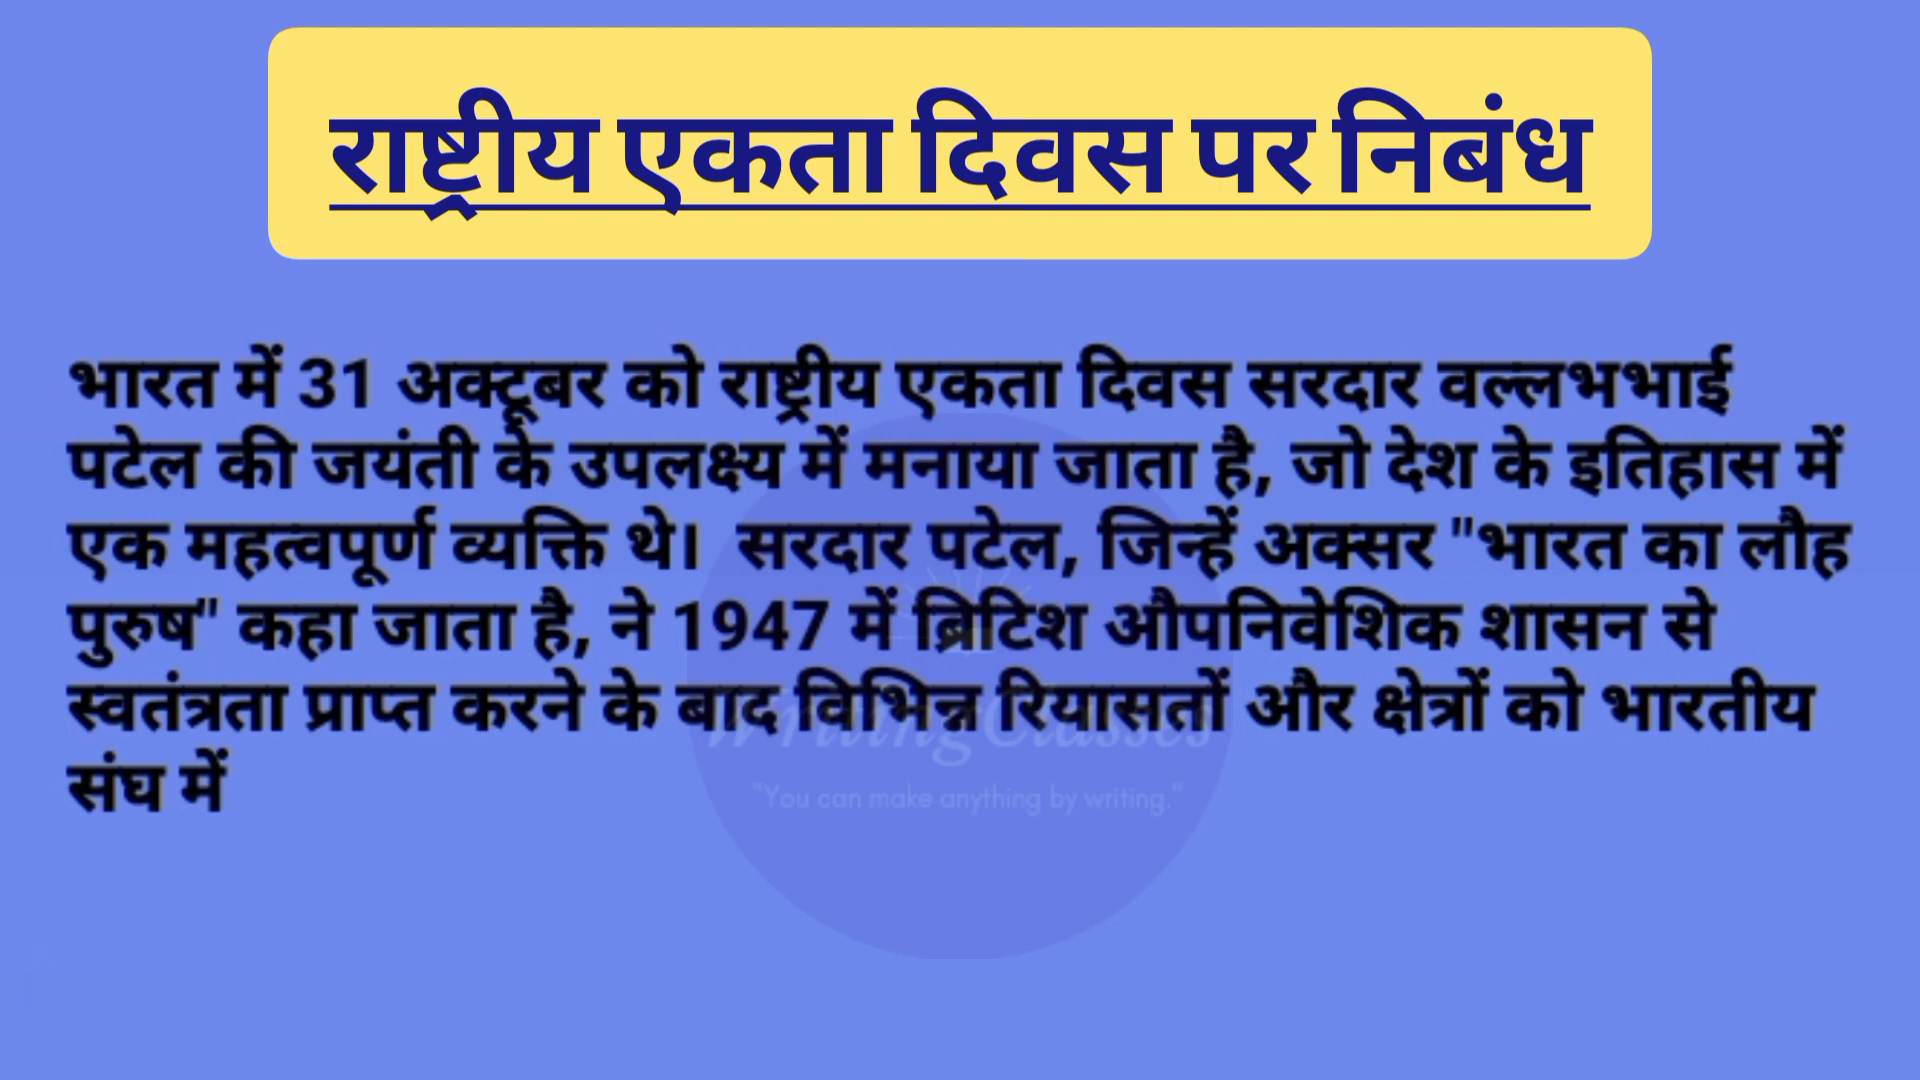 राष्ट्रीय एकता दिवस पर निबंध
भारत में 31 अक्टूबर को राष्ट्रीय एकता दिवस सरदार वल्लभभाई
पटेल की जयंती के उपलक्ष्य में मनाया जाता है, जो देश के इतिहास में
एक महत्वपूर्ण व्यक्ति थे। सरदार पटेल, जिन्हें अक्सर "भारत का लौह
पुरुष" कहा जाता है, ने 1947 में ब्रिटिश औपनिवेशिक शासन से
स्वतंत्रता प्राप्त करने के बाद विभिन्न रियासतों और क्षेत्रों को भारतीय
संघ में
Writing Classes
"You can make anything by writing."